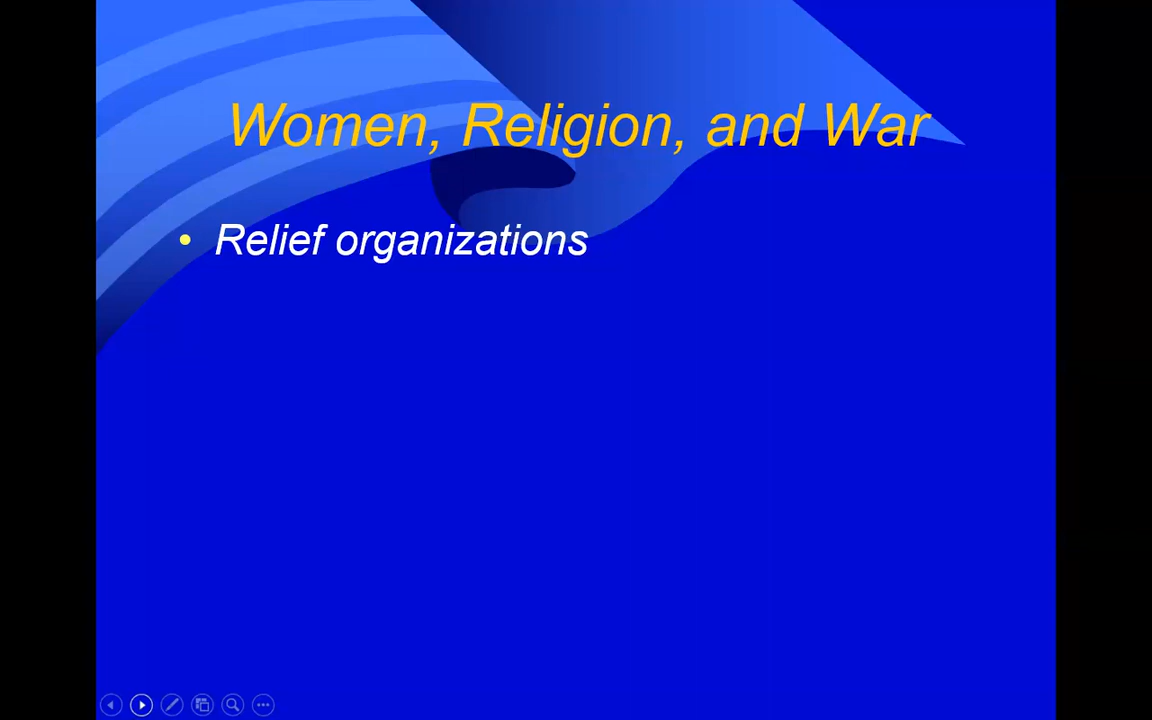 Women, Religion, and War
• Relief organizations